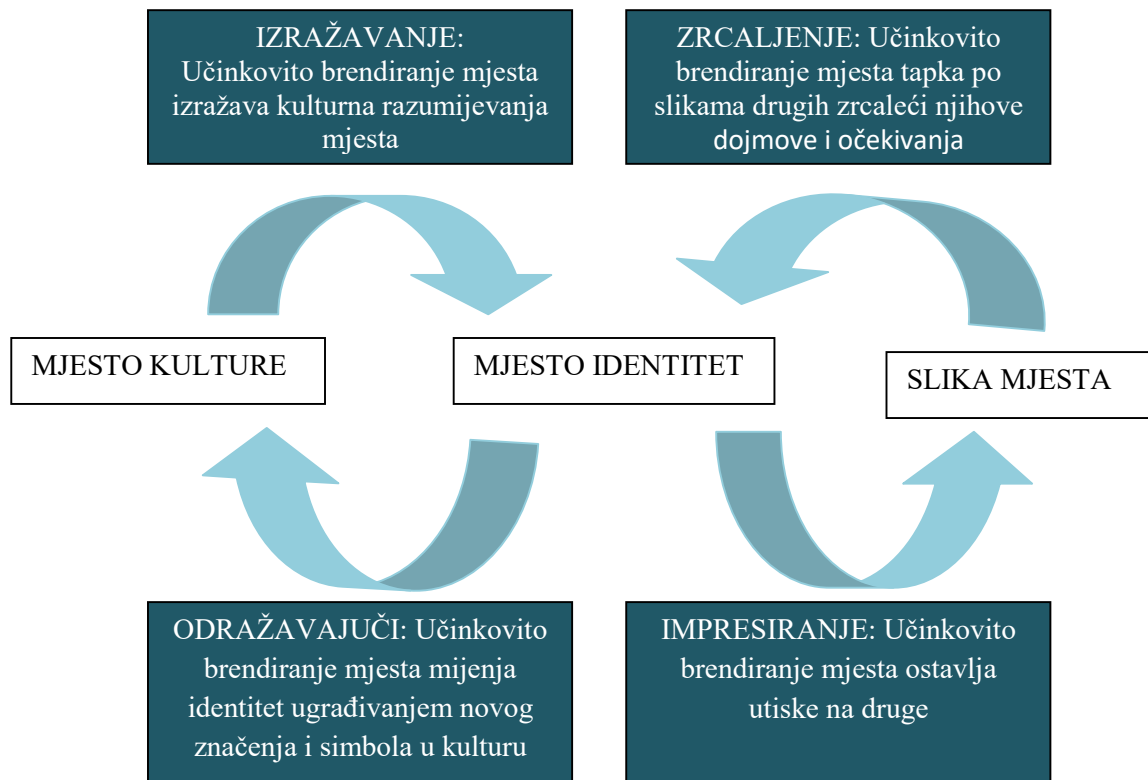 IZRAŽAVANJE:
Učinkovito brendiranje mjesta
izražava kulturna razumijevanja
mjesta
ZRCALJENJE: Učinkovito
brendiranje mjesta tapka po
slikama drugih zrcaleći njihove
dojmove i očekivanja
MJESTO KULTURE
MJESTO IDENTITET
SLIKA MJESTA
ODRAŽAVAJUČI: Učinkovito
brendiranje mjesta mijenja
identitet ugrađivanjem novog
značenja i simbola u kulturu
IMPRESIRANJE: Učinkovito
brendiranje mjesta ostavlja
utiske na druge